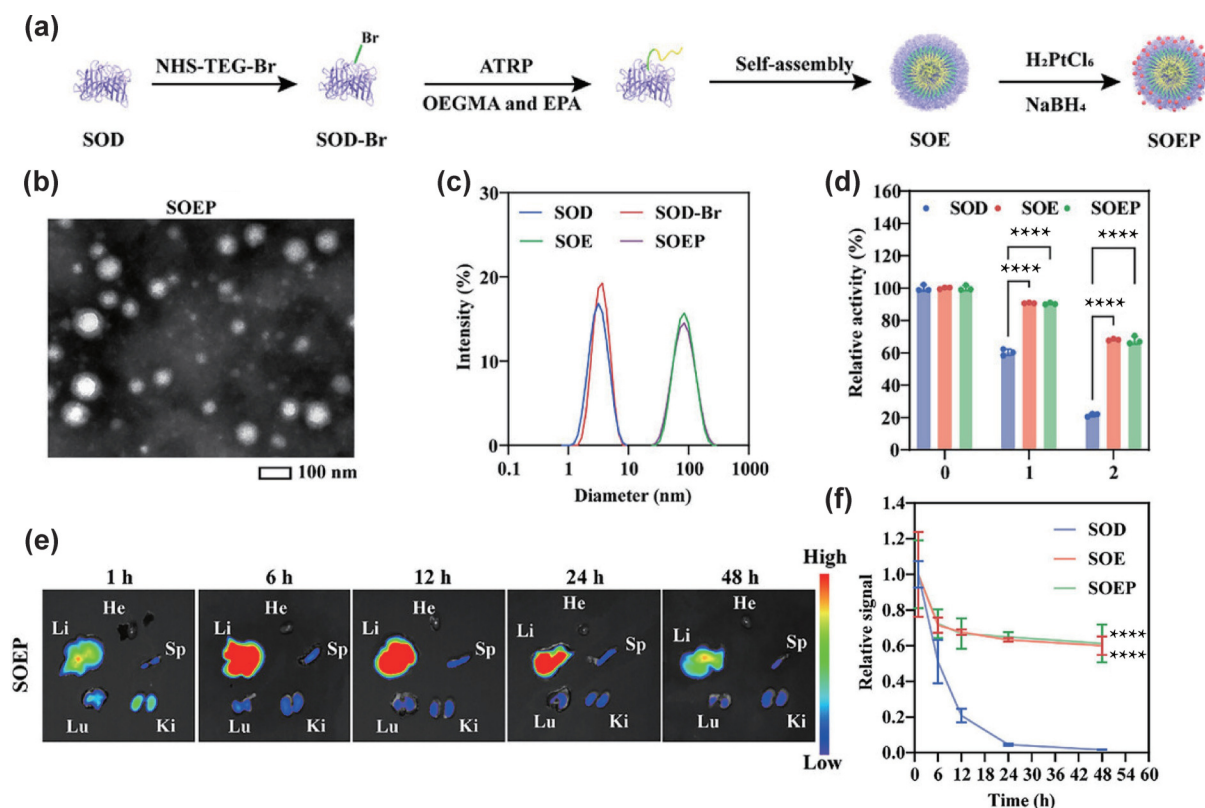 (a)
NHS-TEG-Br
Br
ATRP
OEGMA and EPA
Self-assembly
H₂PtCl₆
NaBH₄
SOD
SOD-Br
SOE
SOEP
(b)
SOEP
100 nm
(c)
30
20
10
0
Intensity (%)
SOD
SOD-Br
SOE
SOEP
0.1 1 10 100 1000
Diameter (nm)
(d)
160
140
120
100
80
60
40
20
0
Relative activity (%)
SOD SOE SOEP
****
****
****
****
0 1 2
(e)
1 h 6 h 12 h 24 h 48 h
SOEP
He
Li
Sp
Lu
Ki
He
Li
Sp
Lu
Ki
He
Li
Sp
Lu
Ki
He
Li
Sp
Lu
Ki
He
Li
Sp
Lu
Ki
High
Low
(f)
1.4
1.2
1.0
0.8
0.6
0.4
0.2
0.0
Relative signal
SOD
SOE
SOEP
****
****
0 6 12 18 24 30 36 42 48 54 60
Time (h)